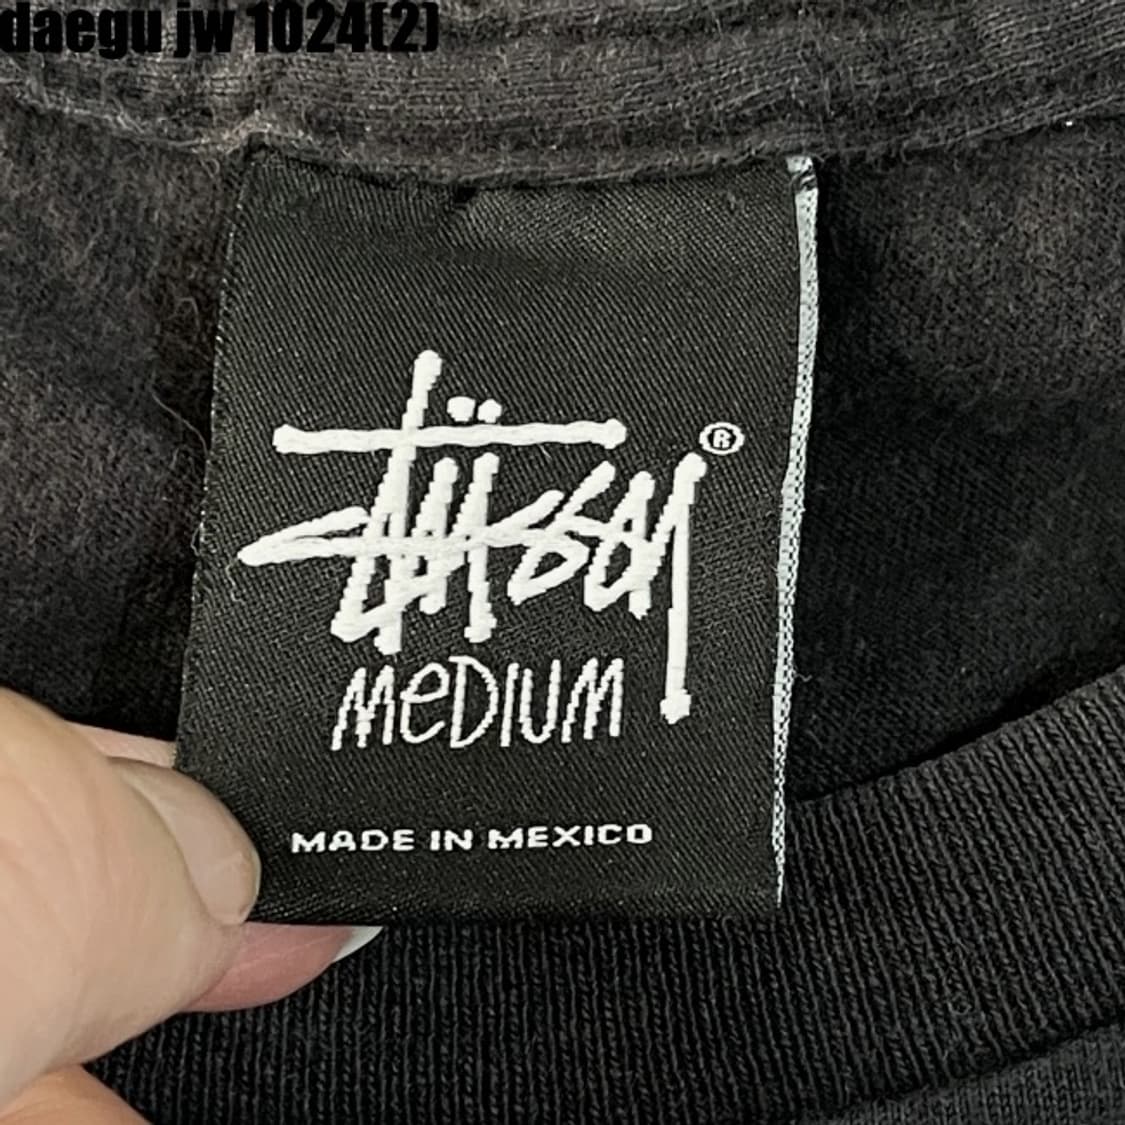 daegu jw 1024(2)
Stüssy ®
MeDIUM
MADE IN MEXICO